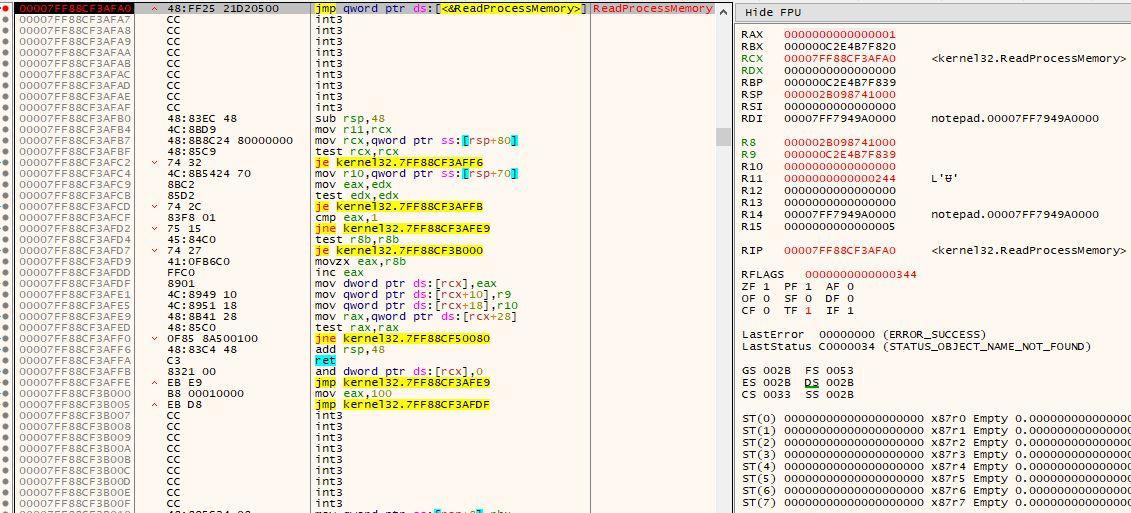 00007FF88CF3AFA0 48:FF25 21D20500 jmp qword ptr ds:[<&ReadProcessMemory>] ReadProcessMemory
00007FF88CF3AFA7 CC int3
00007FF88CF3AFA8 CC int3
00007FF88CF3AFA9 CC int3
00007FF88CF3AFAA CC int3
00007FF88CF3AFAB CC int3
00007FF88CF3AFAC CC int3
00007FF88CF3AFAD CC int3
00007FF88CF3AFAE CC int3
00007FF88CF3AFAF CC int3
00007FF88CF3AFB0 48:83EC 48 sub rsp,48
00007FF88CF3AFB4 4C:8BD9 mov r11,rcx
00007FF88CF3AFB7 48:8B8C24 80000000 mov rcx,qword ptr ss:[rsp+80]
00007FF88CF3AFBF 48:85C9 test rcx,rcx
00007FF88CF3AFC2 74 32 je kernel32.7FF88CF3AFF6
00007FF88CF3AFC4 4C:8B5424 70 mov r10,qword ptr ss:[rsp+70]
00007FF88CF3AFC9 8BC2 mov eax,edx
00007FF88CF3AFCB 85D2 test edx,edx
00007FF88CF3AFCD 74 2C je kernel32.7FF88CF3AFFB
00007FF88CF3AFCF 83F8 01 cmp eax,1
00007FF88CF3AFD2 75 15 jne kernel32.7FF88CF3AFE9
00007FF88CF3AFD4 45:84C0 test r8b,r8b
00007FF88CF3AFD7 74 27 je kernel32.7FF88CF3B000
00007FF88CF3AFD9 41:0FB6C0 movzx eax,r8b
00007FF88CF3AFDD FFC0 inc eax
00007FF88CF3AFDF 8901 mov dword ptr ds:[rcx],eax
00007FF88CF3AFE1 4C:8949 10 mov qword ptr ds:[rcx+10],r9
00007FF88CF3AFE5 4C:8951 18 mov qword ptr ds:[rcx+18],r10
00007FF88CF3AFE9 48:8B41 28 mov rax,qword ptr ds:[rcx+28]
00007FF88CF3AFED 48:85C0 test rax,rax
00007FF88CF3AFF0 0F85 8A500100 jne kernel32.7FF88CF50080
00007FF88CF3AFF6 48:83C4 48 add rsp,48
00007FF88CF3AFFA C3 ret
00007FF88CF3AFFB 8321 00 and dword ptr ds:[rcx],0
00007FF88CF3AFFE EB E9 jmp kernel32.7FF88CF3AFE9
00007FF88CF3B000 B8 00010000 mov eax,100
00007FF88CF3B005 EB D8 jmp kernel32.7FF88CF3AFDF
00007FF88CF3B007 CC int3
00007FF88CF3B008 CC int3
00007FF88CF3B009 CC int3
00007FF88CF3B00A CC int3
00007FF88CF3B00B CC int3
00007FF88CF3B00C CC int3
00007FF88CF3B00D CC int3
00007FF88CF3B00E CC int3
00007FF88CF3B00F CC int3
Hide FPU
RAX 0000000000000001
RBX 000000C2E4B7F820
RCX 00007FF88CF3AFA0 <kernel32.ReadProcessMemory>
RDX 0000000000000000
RBP 000000C2E4B7F839
RSP 000002B098741000
RSI 0000000000000000
RDI 00007FF7949A0000 notepad.00007FF7949A0000
R8 000002B098741000
R9 000000C2E4B7F839
R10 0000000000000000
R11 0000000000000244 L'Ʉ'
R12 0000000000000000
R13 0000000000000000
R14 00007FF7949A0000 notepad.00007FF7949A0000
R15 0000000000000005
RIP 00007FF88CF3AFA0 <kernel32.ReadProcessMemory>
RFLAGS 0000000000000344
ZF 1 PF 1 AF 0
OF 0 SF 0 DF 0
CF 0 TF 1 IF 1
LastError 00000000 (ERROR_SUCCESS)
LastStatus C0000034 (STATUS_OBJECT_NAME_NOT_FOUND)
GS 002B FS 0053
ES 002B DS 002B
CS 0033 SS 002B
ST(0) 00000000000000000000 x87r0 Empty 0.00000000000000
ST(1) 00000000000000000000 x87r1 Empty 0.00000000000000
ST(2) 00000000000000000000 x87r2 Empty 0.00000000000000
ST(3) 00000000000000000000 x87r3 Empty 0.00000000000000
ST(4) 00000000000000000000 x87r4 Empty 0.00000000000000
ST(5) 00000000000000000000 x87r5 Empty 0.00000000000000
ST(6) 00000000000000000000 x87r6 Empty 0.00000000000000
ST(7) 00000000000000000000 x87r7 Empty 0.00000000000000